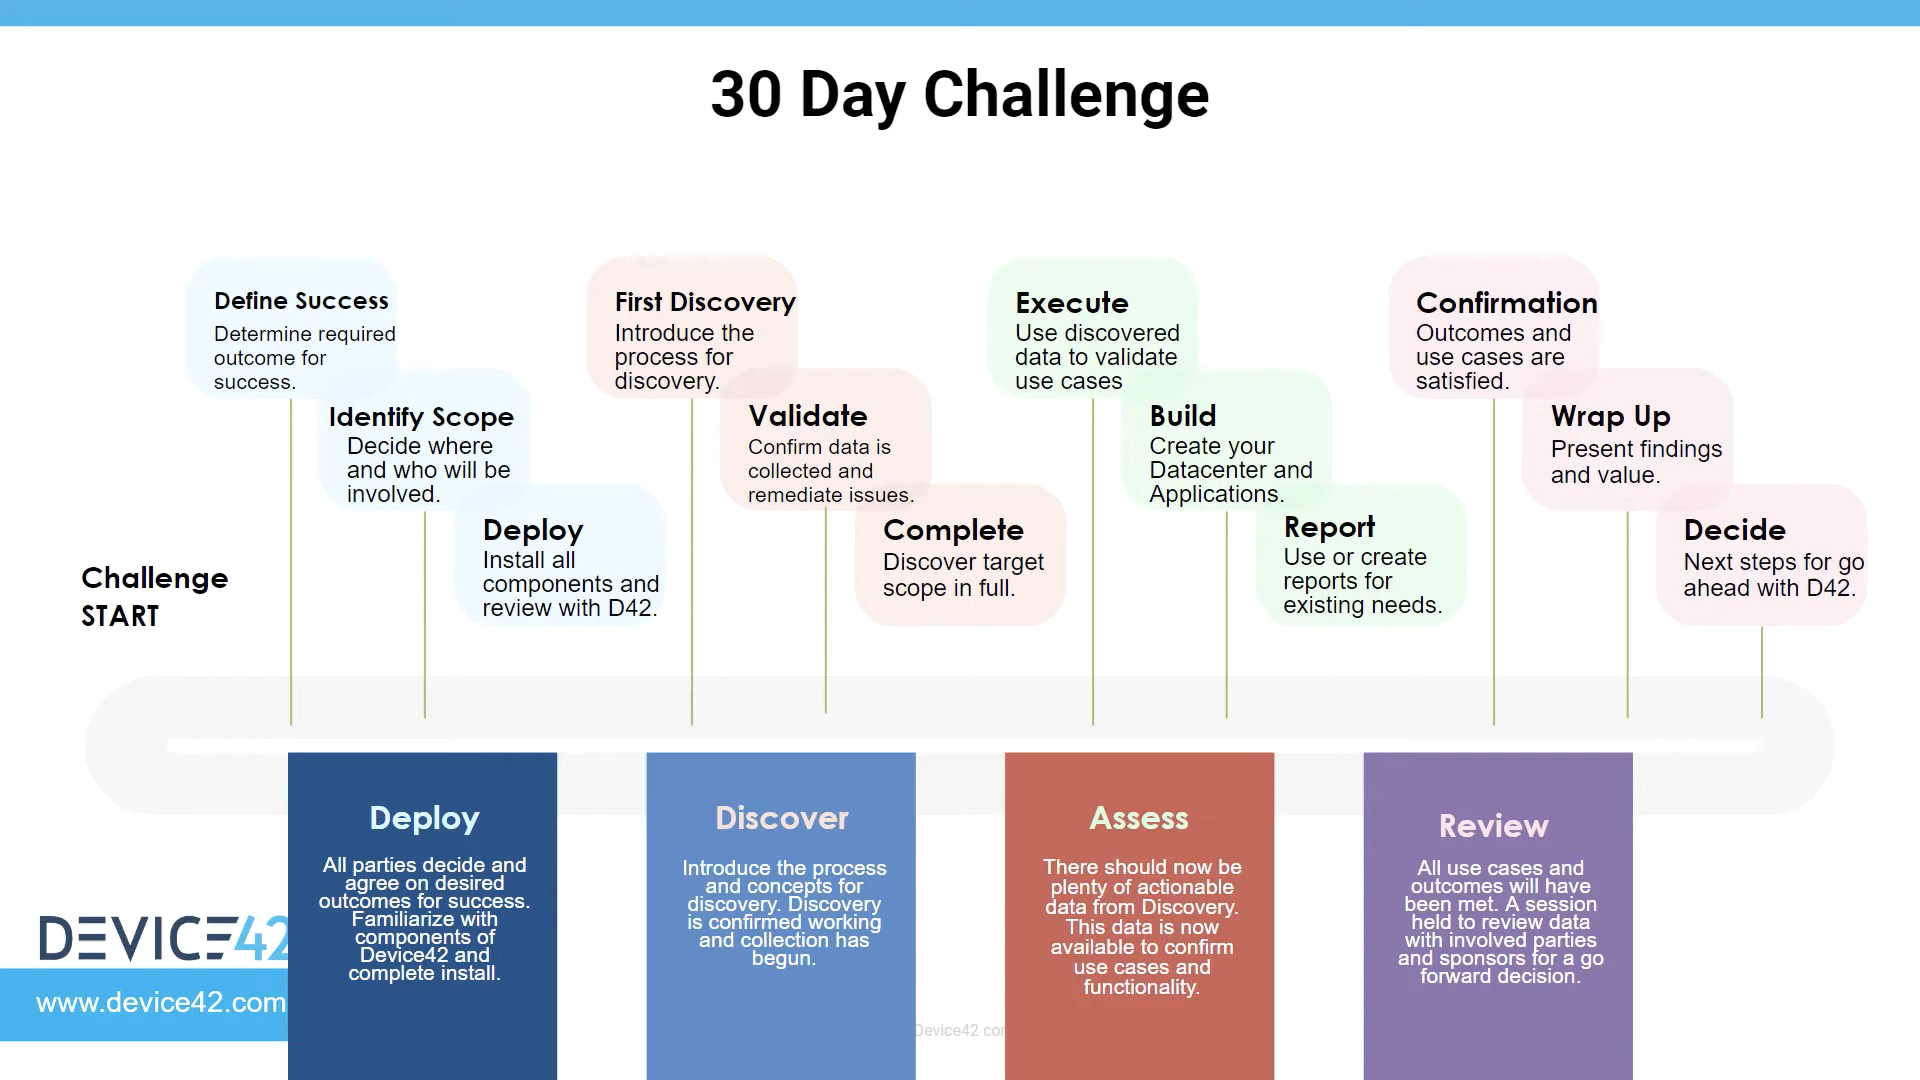 30 Day Challenge
Define Success
Determine required
outcome for
success.
Identify Scope
Decide where
and who will be
involved.
Deploy
Install all
components and
review with D42.
First Discovery
Introduce the
process for
discovery.
Validate
Confirm data is
collected and
remediate issues.
Complete
Discover target
scope in full.
Execute
Use discovered
data to validate
use cases
Build
Create your
Datacenter and
Applications.
Report
Use or create
reports for
existing needs.
Confirmation
Outcomes and
use cases are
satisfied.
Wrap Up
Present findings
and value.
Decide
Next steps for go
ahead with D42.
Challenge
START
Deploy
All parties decide and
agree on desired
outcomes for success.
Familiarize with
components of
Device42 and
complete install.
Discover
Introduce the process
and concepts for
discovery. Discovery
is confirmed working
and collection has
begun.
Assess
There should now be
plenty of actionable
data from Discovery.
This data is now
available to confirm
use cases and
functionality.
Review
All use cases and
outcomes will have
been met. A session
held to review data
with involved parties
and sponsors for a go
forward decision.
DEVICE42
www.device42.com
Device42